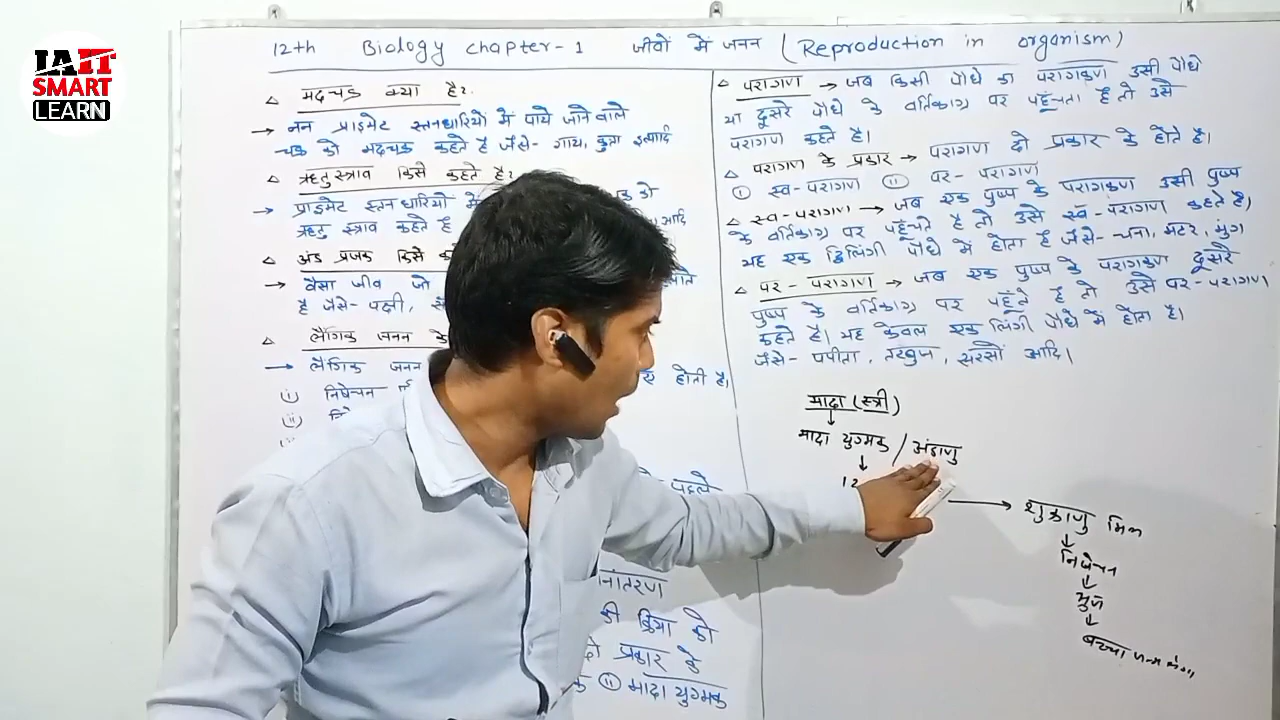 IAIT
SMART
LEARN
12th Biology chapter-1 जीवों में जनन (Reproduction in organism)
△ मदचक्र क्या है?
→ नन प्राइमेट स्तनधारियों में पाये जाने वाले
चक्र को मदचक्र कहते है जैसे- गाय, कुता इत्यादि
△ ऋतुस्त्राव किसे कहते है?
→ प्राइमेट स्तनधारियों में
ऋतु स्त्राव कहते है
△ अंड प्रजक किसे
→ वैसा जीव जो
है जैसे- पक्षी,
△ लैंगिक जनन
→ लैंगिक जनन होती है।
(i) निषेचन
(ii)
पहले
की क्रिया को
दो प्रकार के
(ii) मादा युग्मक
△ परागण → जब किसी पौधे का परागकण उसी पौधे
या दूसरे पौधे के वर्तिकाग्र पर पहुँचता है तो उसे
परागण कहते है।
△ परागण के प्रकार → परागण दो प्रकार के होते है।
(i) स्व-परागण (ii) पर-परागण
△ स्व-परागण → जब एक पुष्प के परागकण उसी पुष्प
के वर्तिकाग्र पर पहुँचते है तो उसे स्व-परागण कहते है।
यह एक द्विलिंगी पौधे में होता है जैसे- चना, मटर, मुंग
△ पर-परागण → जब एक पुष्प के परागकण दूसरे
पुष्प के वर्तिकाग्र पर पहूँते है तो उसे पर-परागण
कहते है। यह केवल एक लिंगी पौधे में होता है।
जैसे- पपीता, तरबुज, सरसों आदि।
मादा (स्त्री)
↓
मादा युग्मक / अंडाणु
↓
12 → शुक्राणु मिल
↓
निषेचन
↓
भ्रुण
↓
बच्चा जन्म लेगा